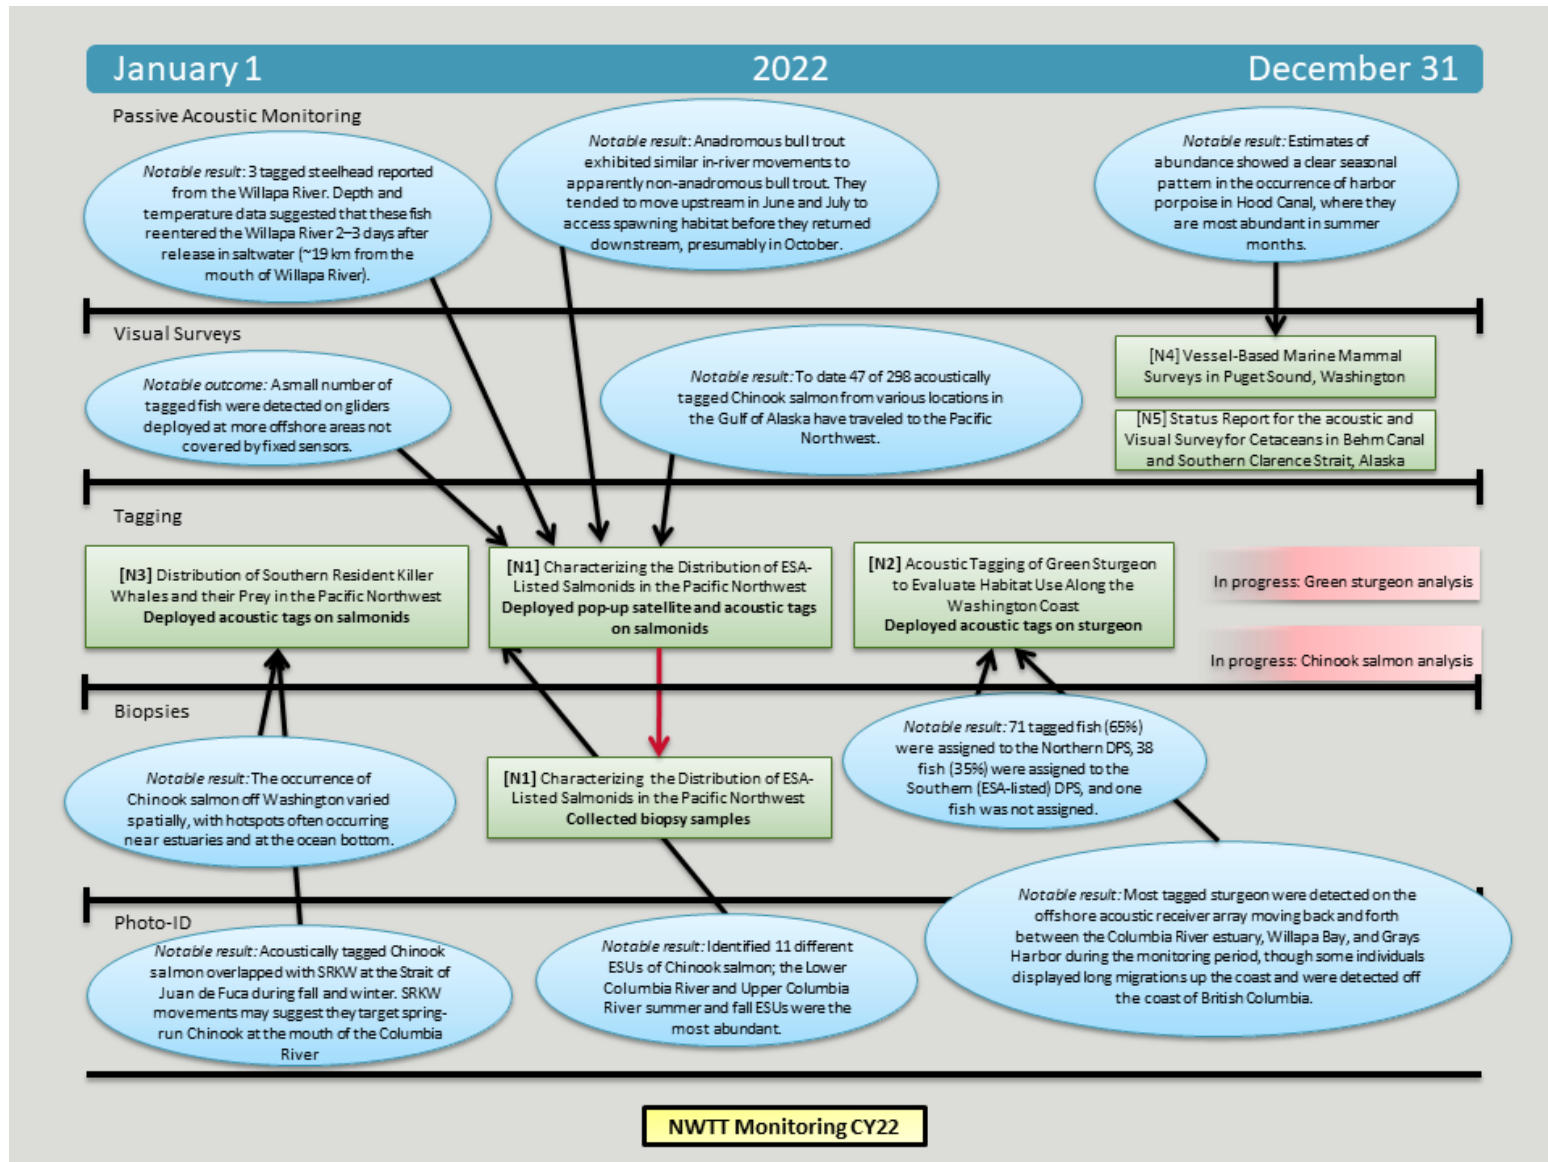 January 1 2022 December 31
Passive Acoustic Monitoring
Notable result: 3 tagged steelhead reported
from the Willapa River. Depth and
temperature data suggested that these fish
reentered the Willapa River 2–3 days after
release in saltwater (~19 km from the
mouth of Willapa River).
Notable result: Anadromous bull trout
exhibited similar in-river movements to
apparently non-anadromous bull trout. They
tended to move upstream in June and July to
access spawning habitat before they returned
downstream, presumably in October.
Notable result: Estimates of
abundance showed a clear seasonal
pattern in the occurrence of harbor
porpoise in Hood Canal, where they
are most abundant in summer
months.
Visual Surveys
Notable outcome: A small number of
tagged fish were detected on gliders
deployed at more offshore areas not
covered by fixed sensors.
Notable result: To date 47 of 298 acoustically
tagged Chinook salmon from various locations in
the Gulf of Alaska have traveled to the Pacific
Northwest.
[N4] Vessel-Based Marine Mammal
Surveys in Puget Sound, Washington
[N5] Status Report for the acoustic and
Visual Survey for Cetaceans in Behm Canal
and Southern Clarence Strait, Alaska
Tagging
[N3] Distribution of Southern Resident Killer
Whales and their Prey in the Pacific Northwest
Deployed acoustic tags on salmonids
[N1] Characterizing the Distribution of ESA-
Listed Salmonids in the Pacific Northwest
Deployed pop-up satellite and acoustic tags
on salmonids
[N2] Acoustic Tagging of Green Sturgeon
to Evaluate Habitat Use Along the
Washington Coast
Deployed acoustic tags on sturgeon
In progress: Green sturgeon analysis
In progress: Chinook salmon analysis
Biopsies
Notable result: The occurrence of
Chinook salmon off Washington varied
spatially, with hotspots often occurring
near estuaries and at the ocean bottom.
[N1] Characterizing the Distribution of ESA-
Listed Salmonids in the Pacific Northwest
Collected biopsy samples
Notable result: 71 tagged fish (65%)
were assigned to the Northern DPS, 38
fish (35%) were assigned to the
Southern (ESA-listed) DPS, and one
fish was not assigned.
Photo-ID
Notable result: Acoustically tagged Chinook
salmon overlapped with SRKW at the Strait of
Juan de Fuca during fall and winter. SRKW
movements may suggest they target spring-
run Chinook at the mouth of the Columbia
River
Notable result: Identified 11 different
ESUs of Chinook salmon; the Lower
Columbia River and Upper Columbia
River summer and fall ESUs were the
most abundant.
Notable result: Most tagged sturgeon were detected on the
offshore acoustic receiver array moving back and forth
between the Columbia River estuary, Willapa Bay, and Grays
Harbor during the monitoring period, though some individuals
displayed long migrations up the coast and were detected off
the coast of British Columbia.
NWTT Monitoring CY22